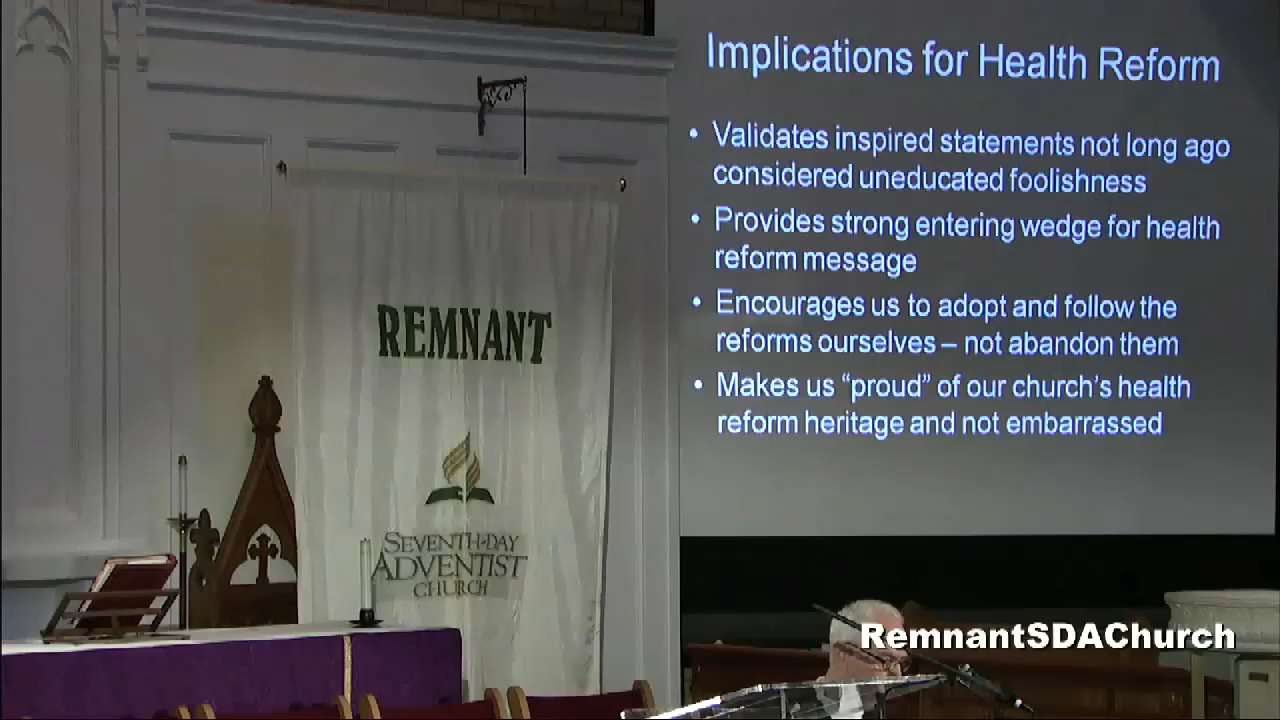 Implications for Health Reform
• Validates inspired statements not long ago
considered uneducated foolishness
• Provides strong entering wedge for health
reform message
• Encourages us to adopt and follow the
reforms ourselves – not abandon them
• Makes us “proud” of our church’s health
reform heritage and not embarrassed
REMNANT
SEVENTH-DAY
ADVENTIST
CHURCH
RemnantSDAChurch